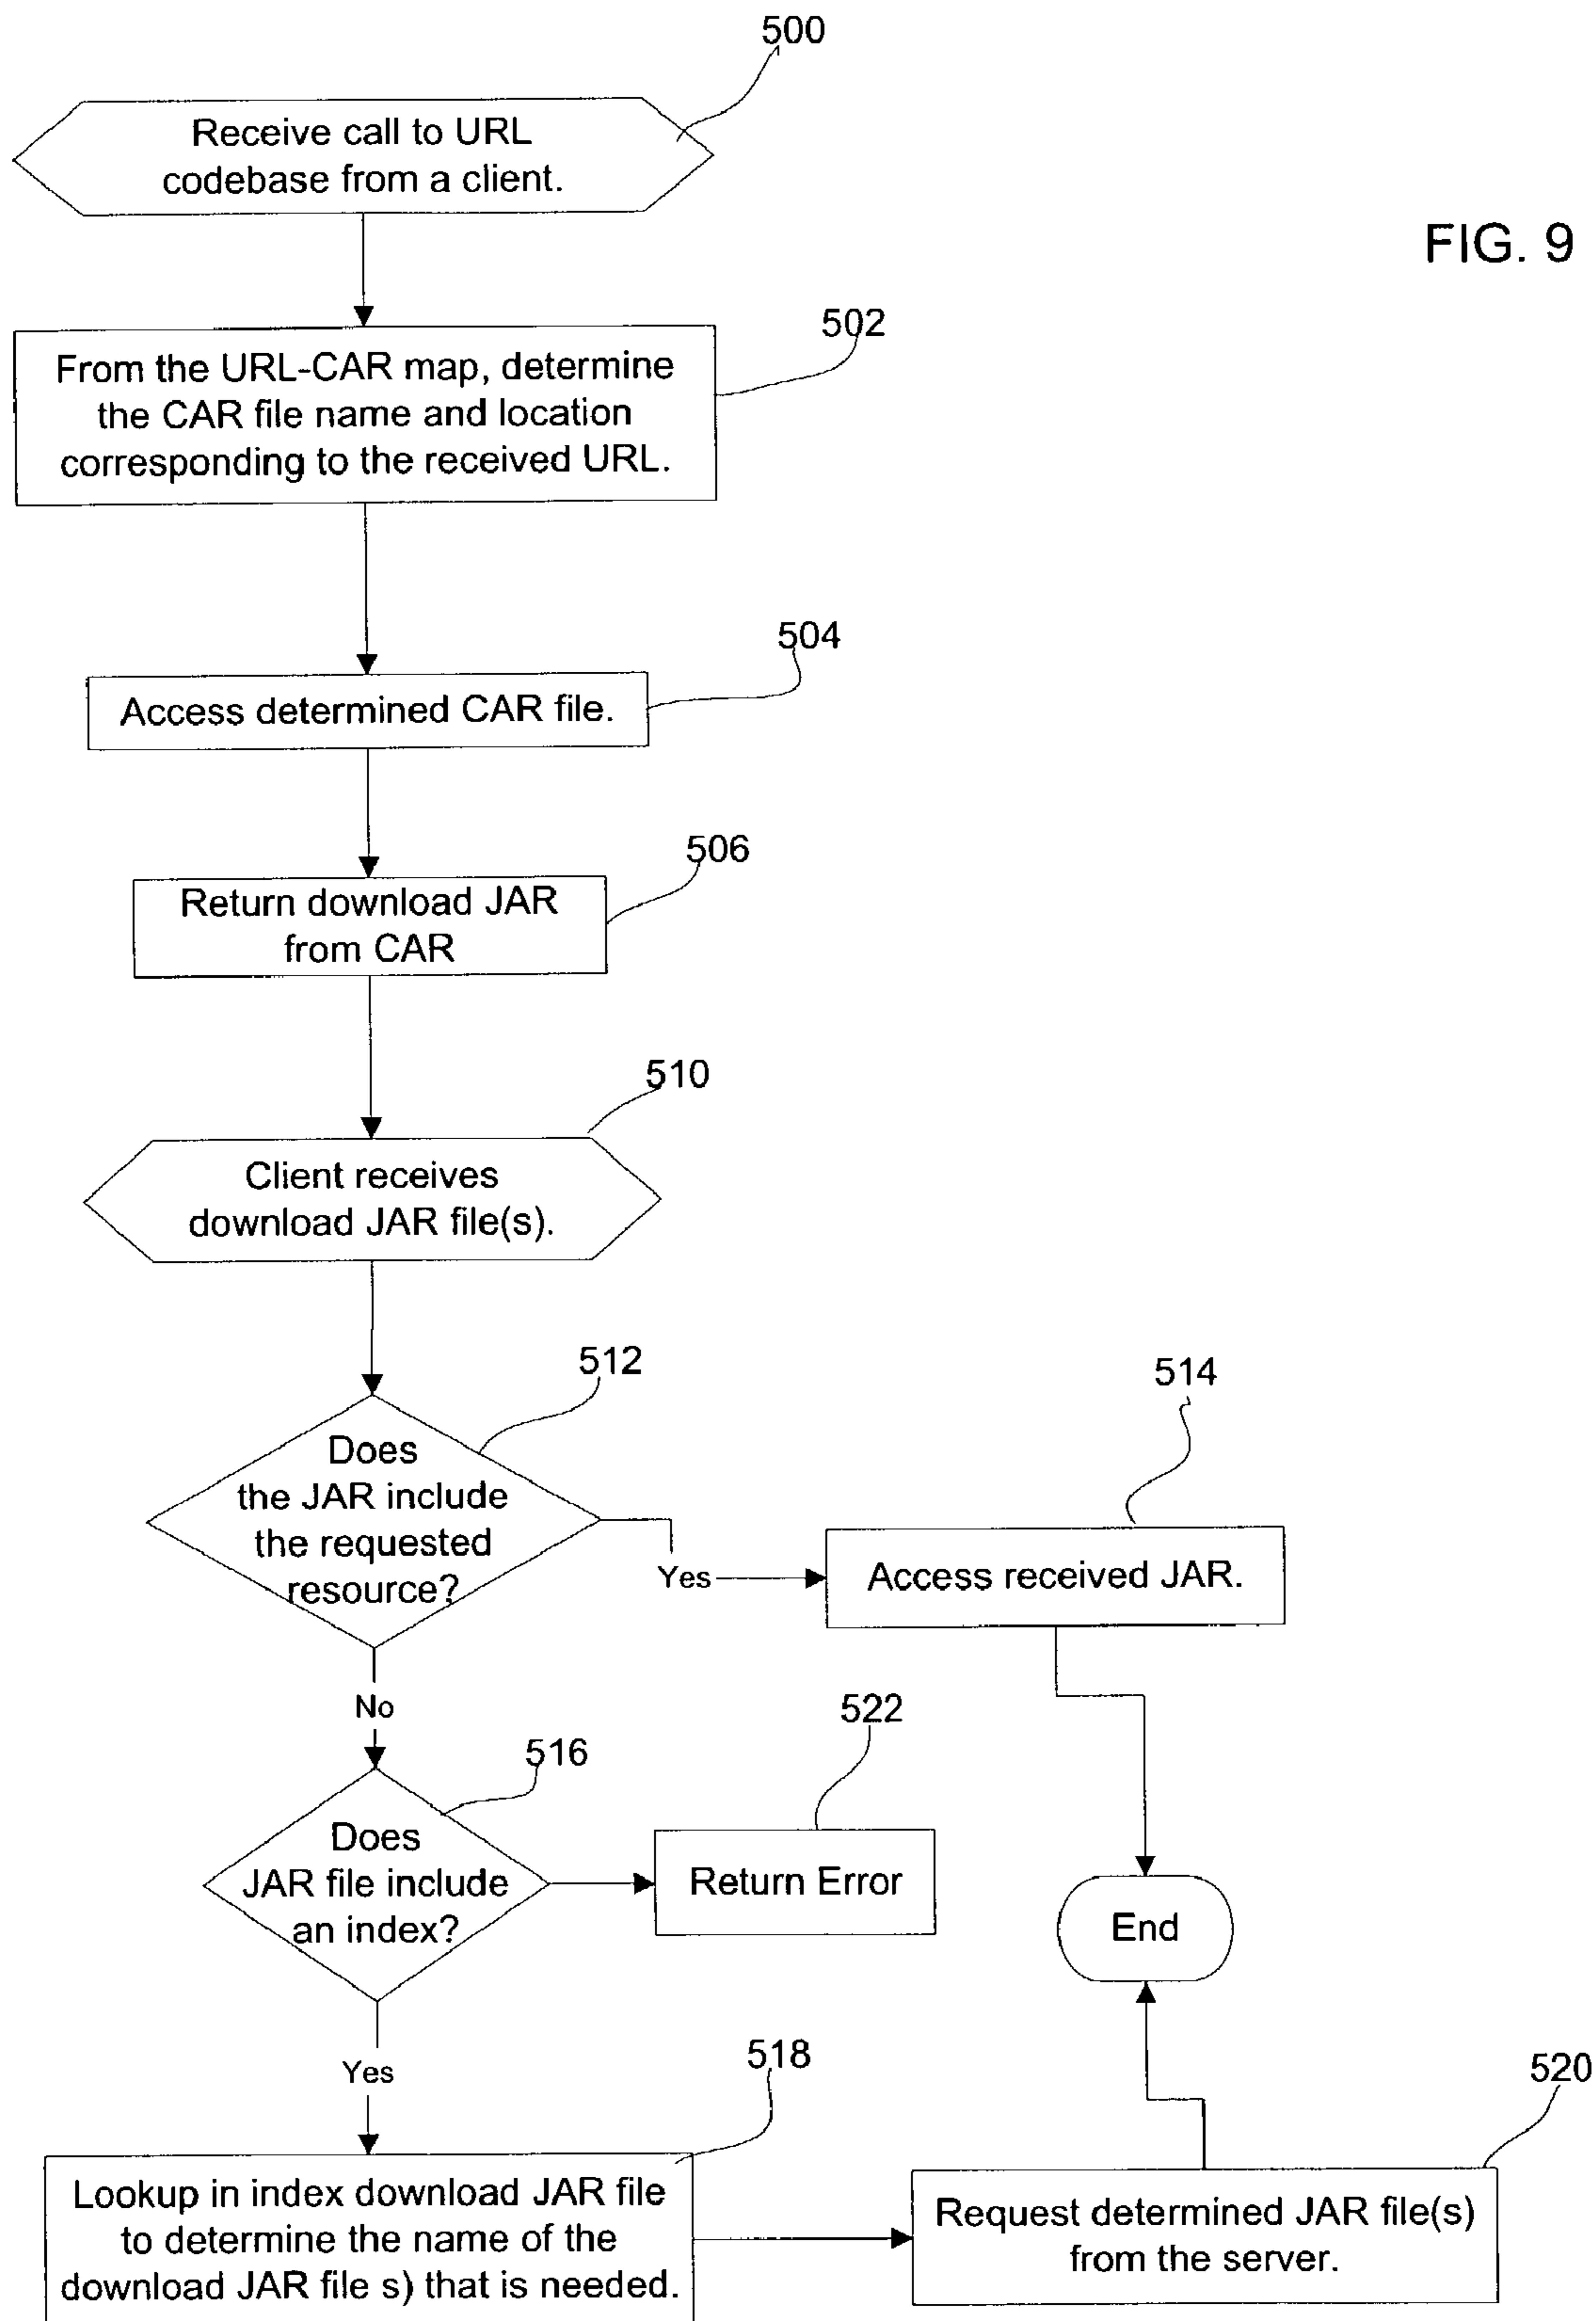 500
Receive call to URL
codebase from a client.
FIG. 9
502
From the URL-CAR map, determine
the CAR file name and location
corresponding to the received URL.
504
Access determined CAR file.
506
Return download JAR
from CAR
510
Client receives
download JAR file(s).
512
Does
the JAR include
the requested
resource?
Yes
514
Access received JAR.
No
516
Does
JAR file include
an index?
522
Return Error
End
Yes
518
Lookup in index download JAR file
to determine the name of the
download JAR file s) that is needed.
520
Request determined JAR file(s)
from the server.